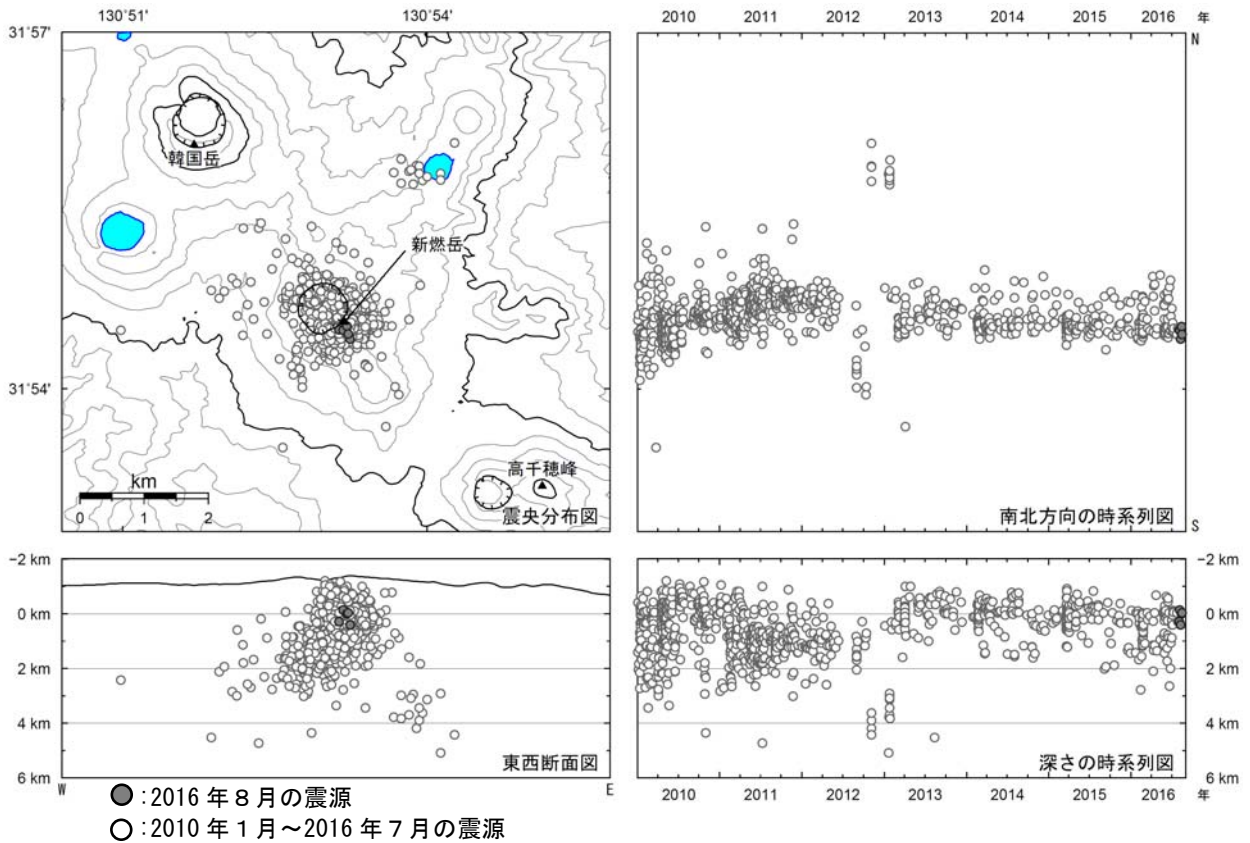 130°51′ 130°54′
2010 2011 2012 2013 2014 2015 2016 年
31°57′
N
韓国岳
新燃岳
31°54′
高千穂峰
km
0 1 2
震央分布図
南北方向の時系列図
S
-2 km
-2 km
0 km
0 km
2 km
2 km
4 km
4 km
東西断面図
深さの時系列図
6 km
6 km
W E
2010 2011 2012 2013 2014 2015 2016 年
:2016 年８月の震源
:2010 年１月～2016 年７月の震源